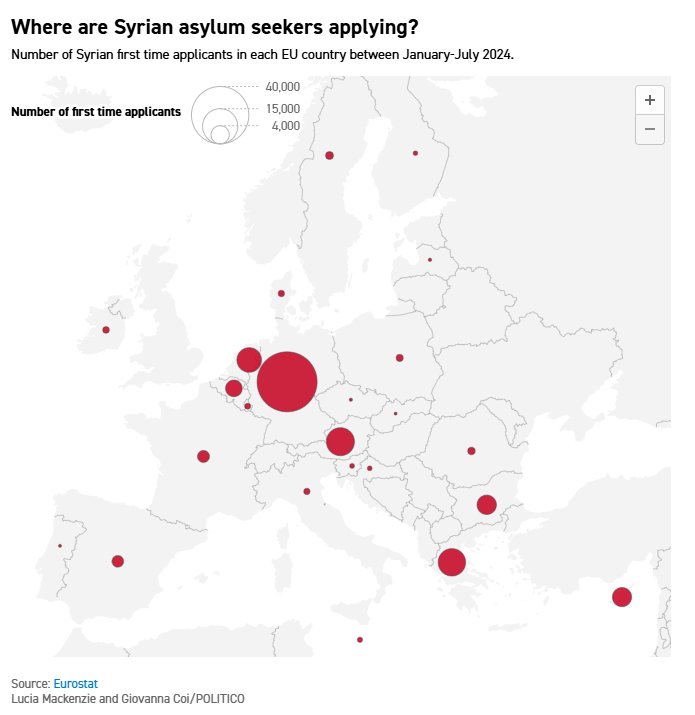 Where are Syrian asylum seekers applying?
Number of Syrian first time applicants in each EU country between January-July 2024.
Number of first time applicants
40,000
15,000
4,000
+
−
Source: Eurostat
Lucia Mackenzie and Giovanna Coi/POLITICO